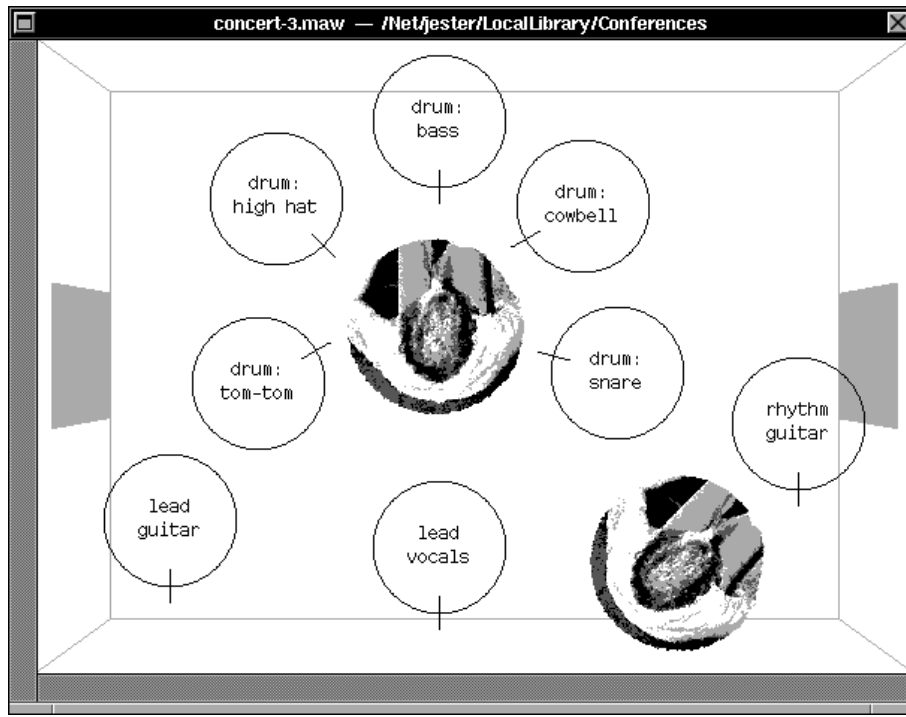 concert-3.maw — /Net/jester/LocalLibrary/Conferences
drum:
bass
drum:
high hat
drum:
cowbell
drum:
tom-tom
drum:
snare
rhythm
guitar
lead
guitar
lead
vocals